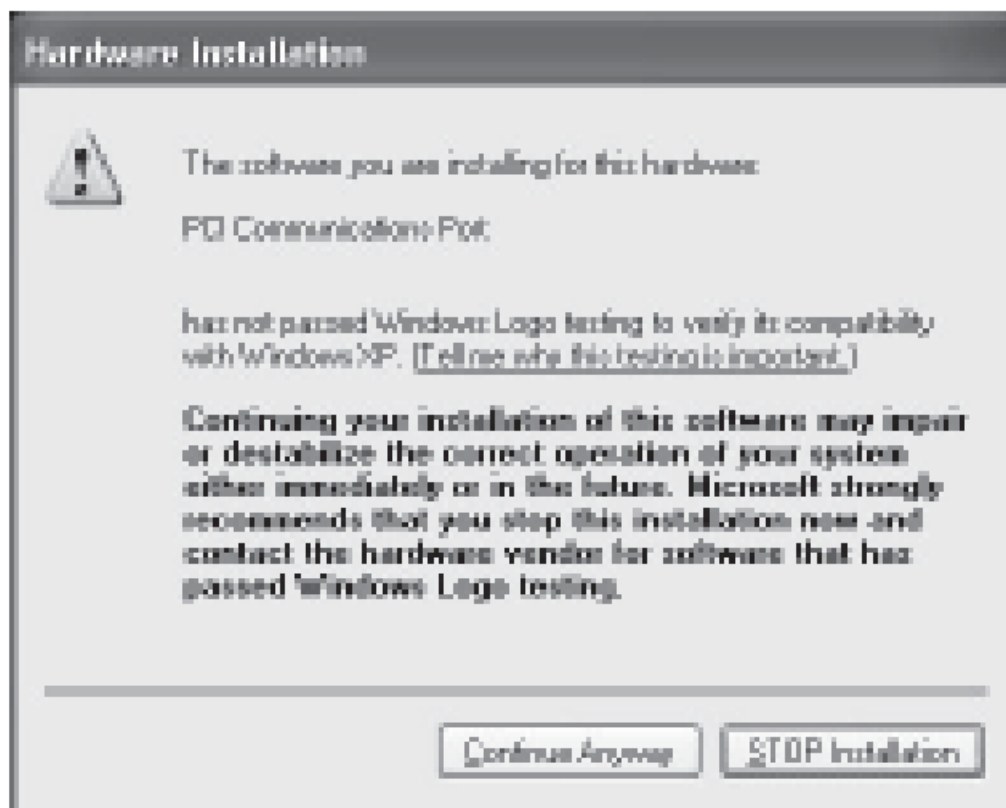 Hardware Installation
The software you are installing for this hardware:
PCI Communications Port
has not passed Windows Logo testing to verify its compatibility
with Windows XP. (Tell me why this testing is important.)
Continuing your installation of this software may impair
or destabilize the correct operation of your system
either immediately or in the future. Microsoft strongly
recommends that you stop this installation now and
contact the hardware vendor for software that has
passed Windows Logo testing.
Continue Anyway
STOP Installation